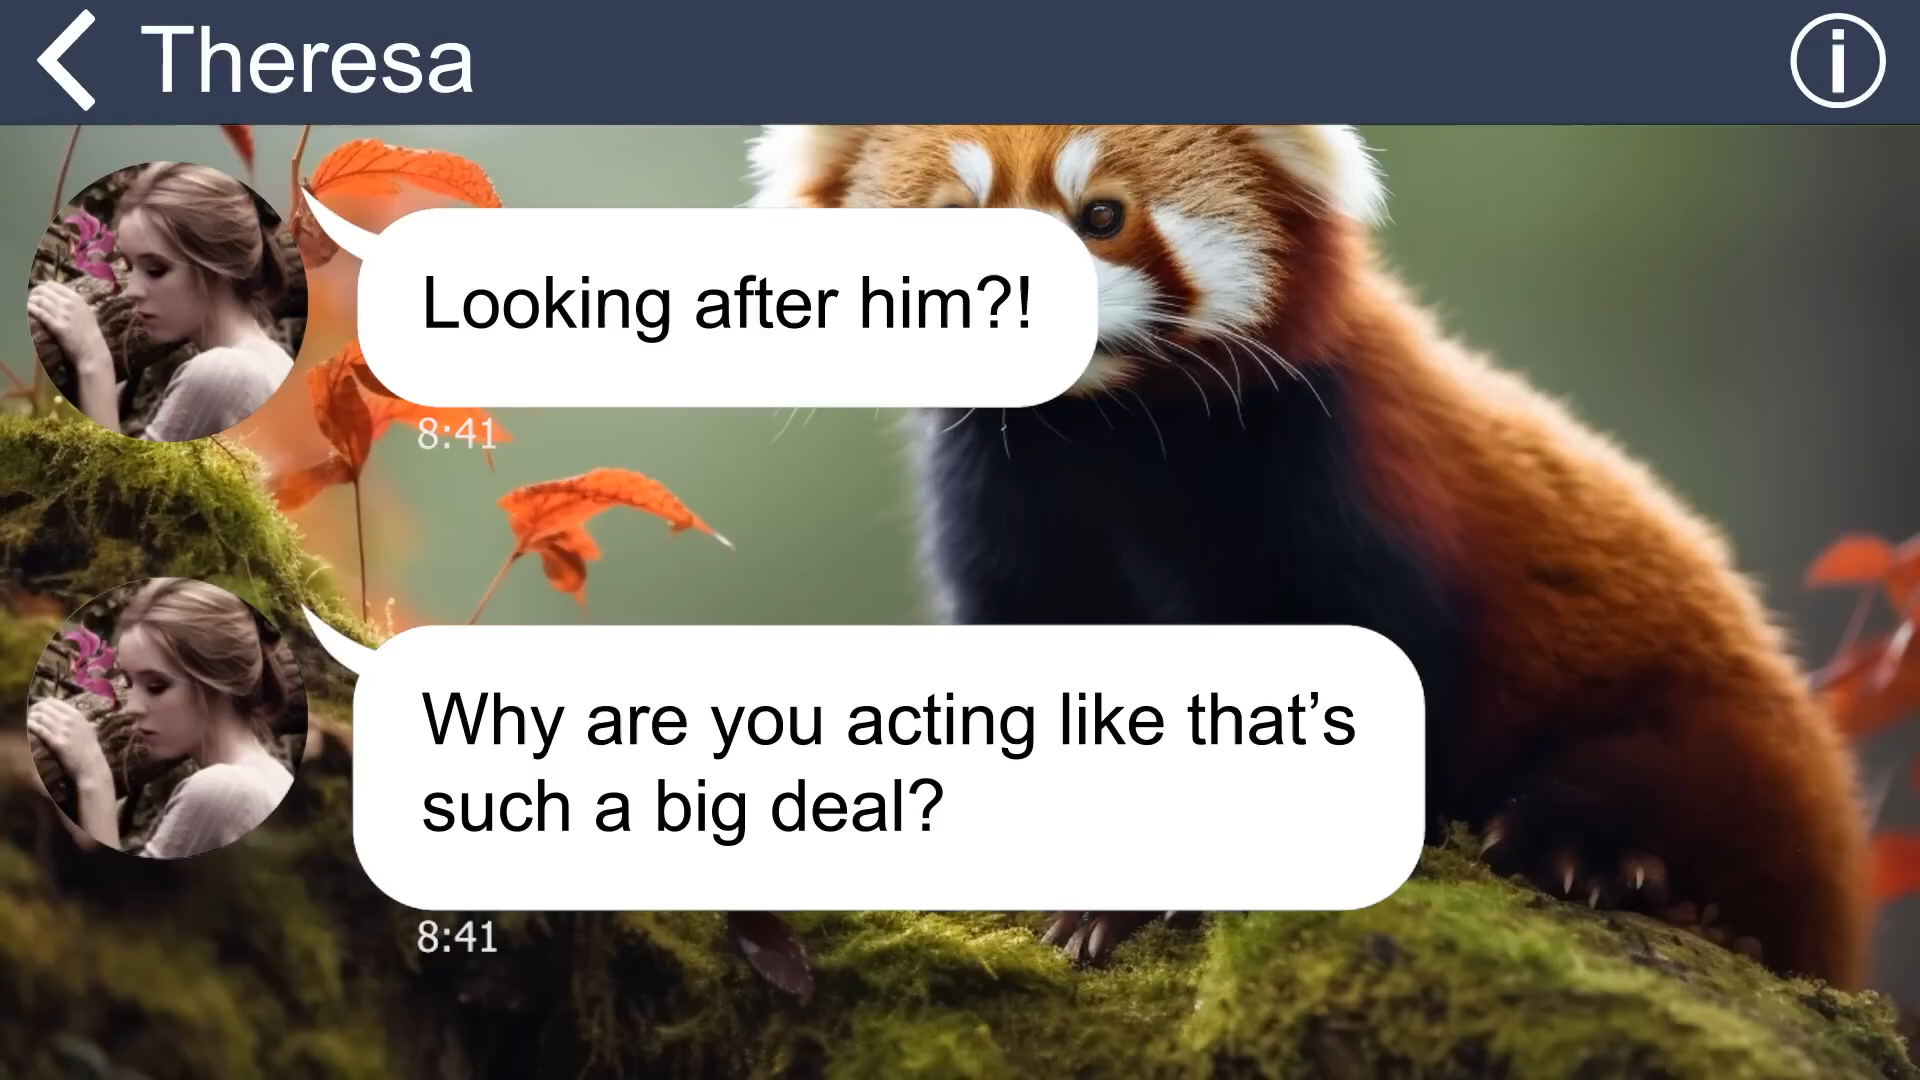 Theresa
Looking after him?!
8:41
Why are you acting like that’s
such a big deal?
8:41